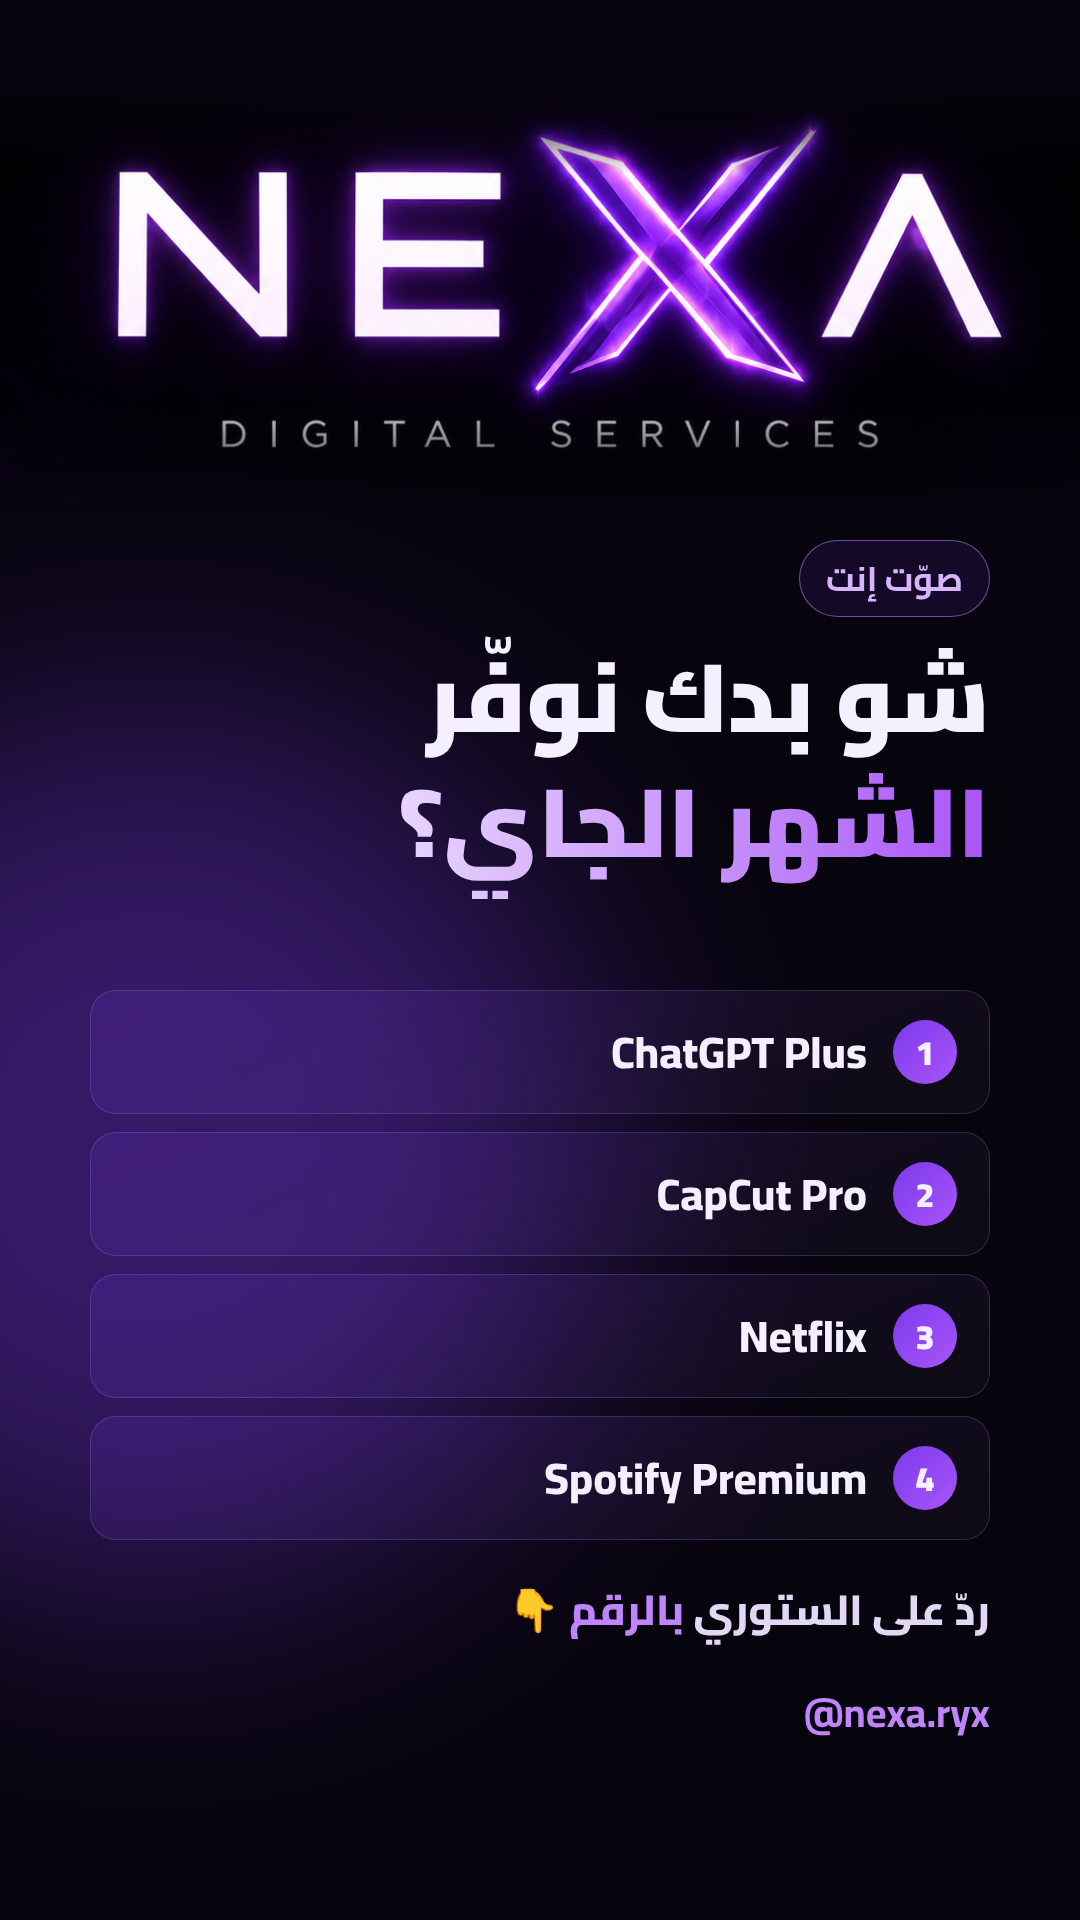 NEXA
DIGITAL SERVICES
صوّت إنت
شو بدك نوفّر
الشهر الجاي؟
1 ChatGPT Plus
2 CapCut Pro
3 Netflix
4 Spotify Premium
ردّ على الستوري بالرقم 👇
@nexa.ryx